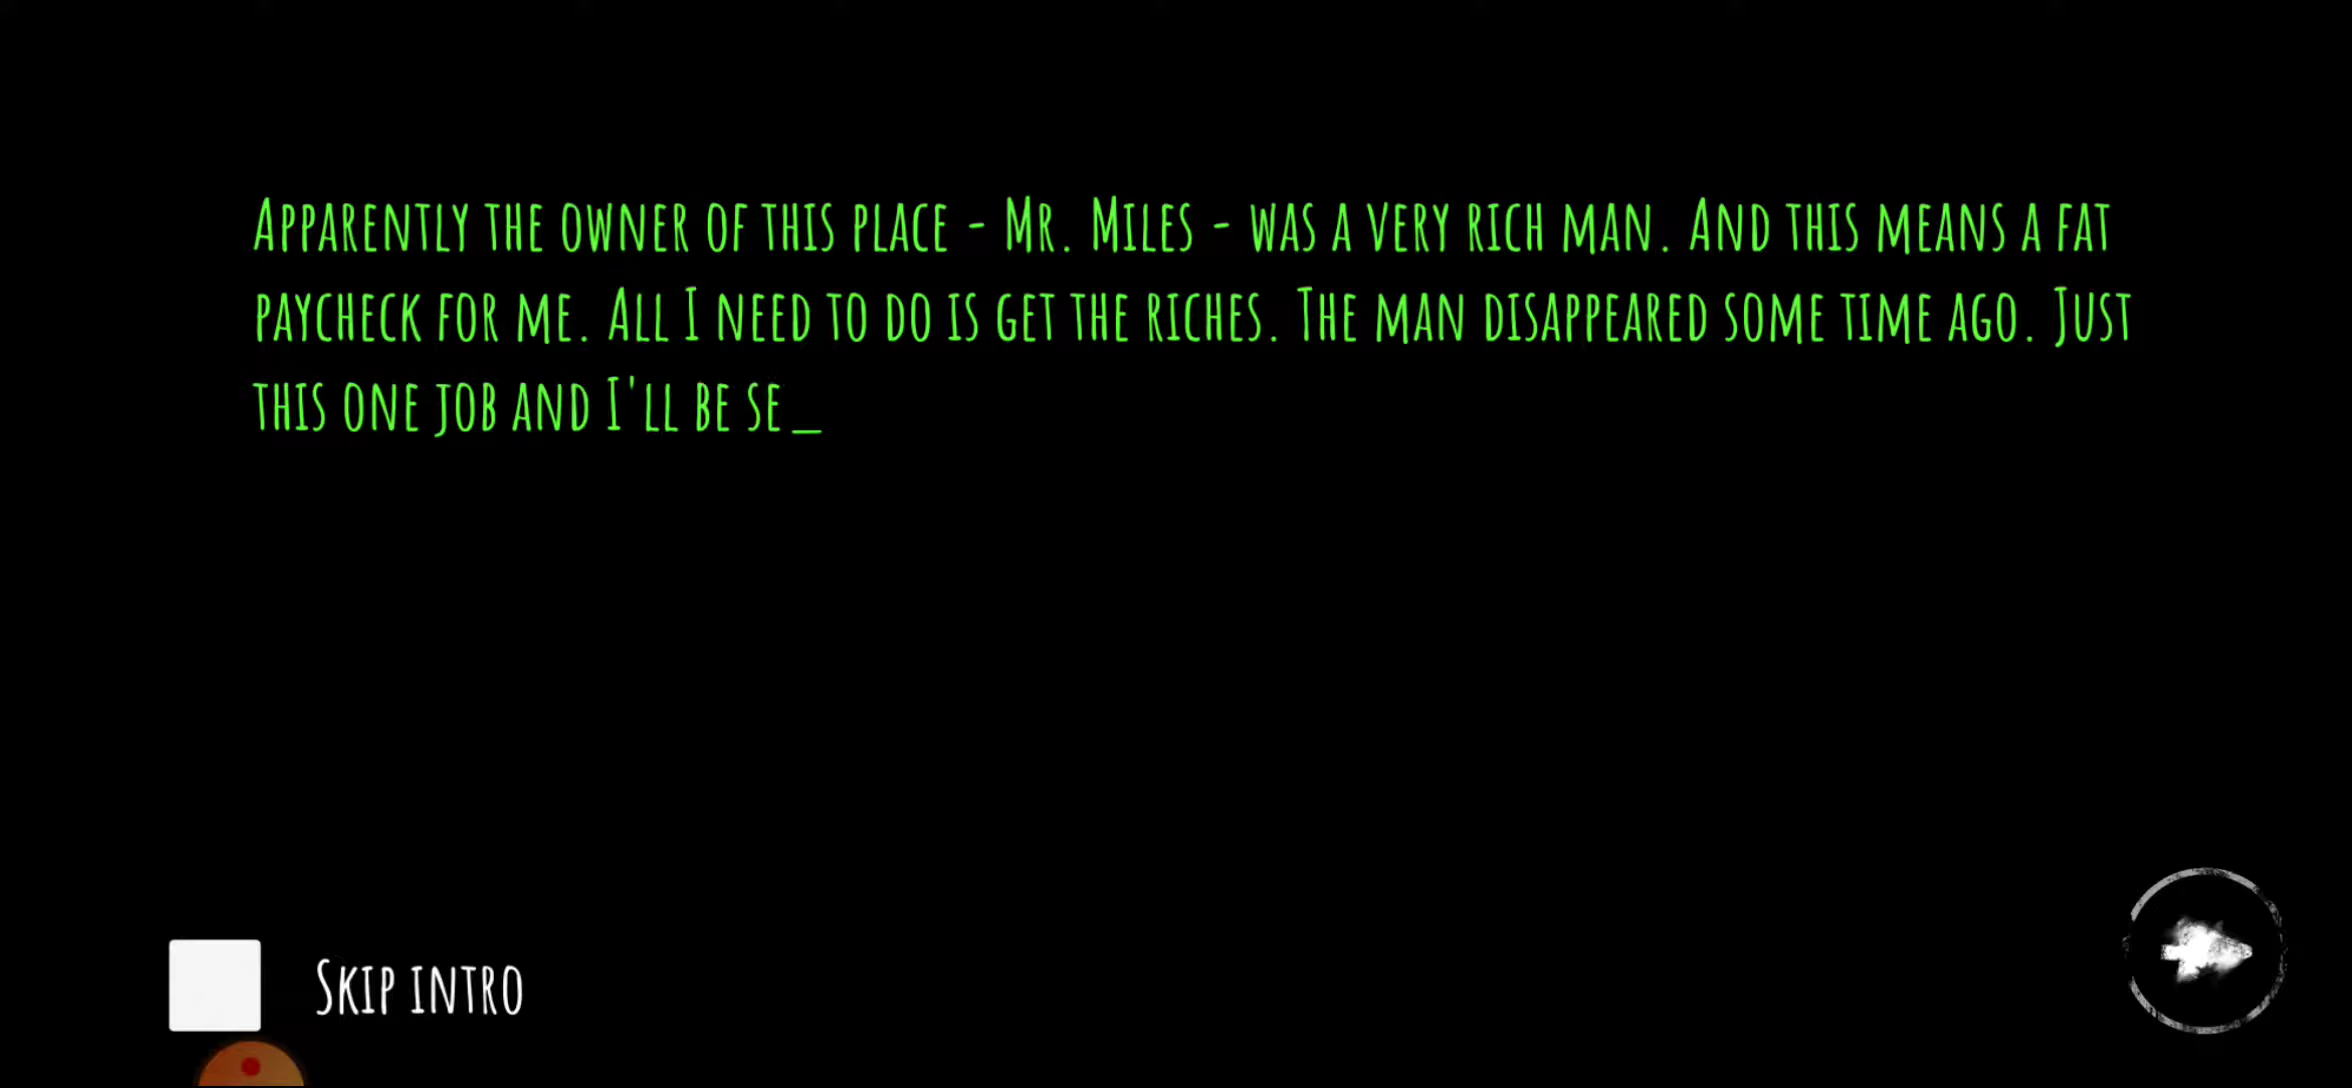 Apparently the owner of this place - Mr. Miles - was a very rich man. And this means a fat
paycheck for me. All I need to do is get the riches. The man disappeared some time ago. Just
this one job and I'll be se_
Skip intro